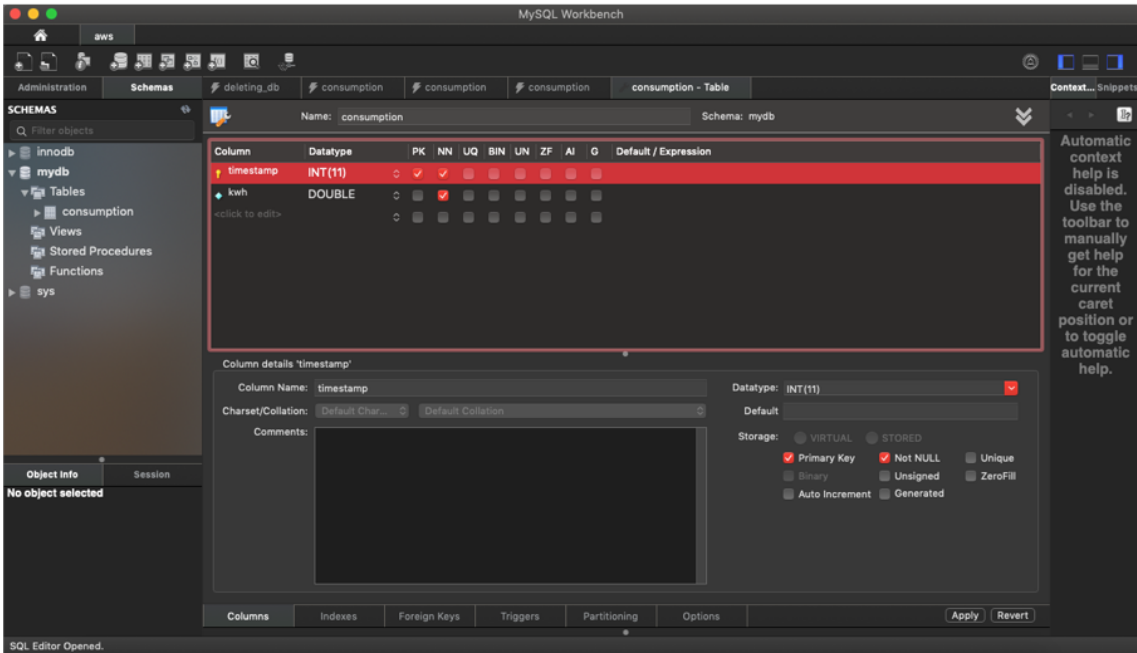 MySQL Workbench
aws
Administration Schemas
deleting_db consumption consumption consumption consumption - Table
Context... Snippets
SCHEMAS
Filter objects
innodb
mydb
Tables
consumption
Views
Stored Procedures
Functions
sys
Name: consumption Schema: mydb
Column Datatype PK NN UQ BIN UN ZF AI G Default / Expression
timestamp INT(11)
kwh DOUBLE
<click to edit>
Column details 'timestamp'
Column Name: timestamp Datatype: INT(11)
Charset/Collation: Default Char... Default Collation Default
Comments: Storage: VIRTUAL STORED
Primary Key Not NULL Unique
Binary Unsigned ZeroFill
Auto Increment Generated
Columns Indexes Foreign Keys Triggers Partitioning Options Apply Revert
Automatic
context
help is
disabled.
Use the
toolbar to
manually
get help
for the
current
caret
position or
to toggle
automatic
help.
Object Info Session
No object selected
SQL Editor Opened.